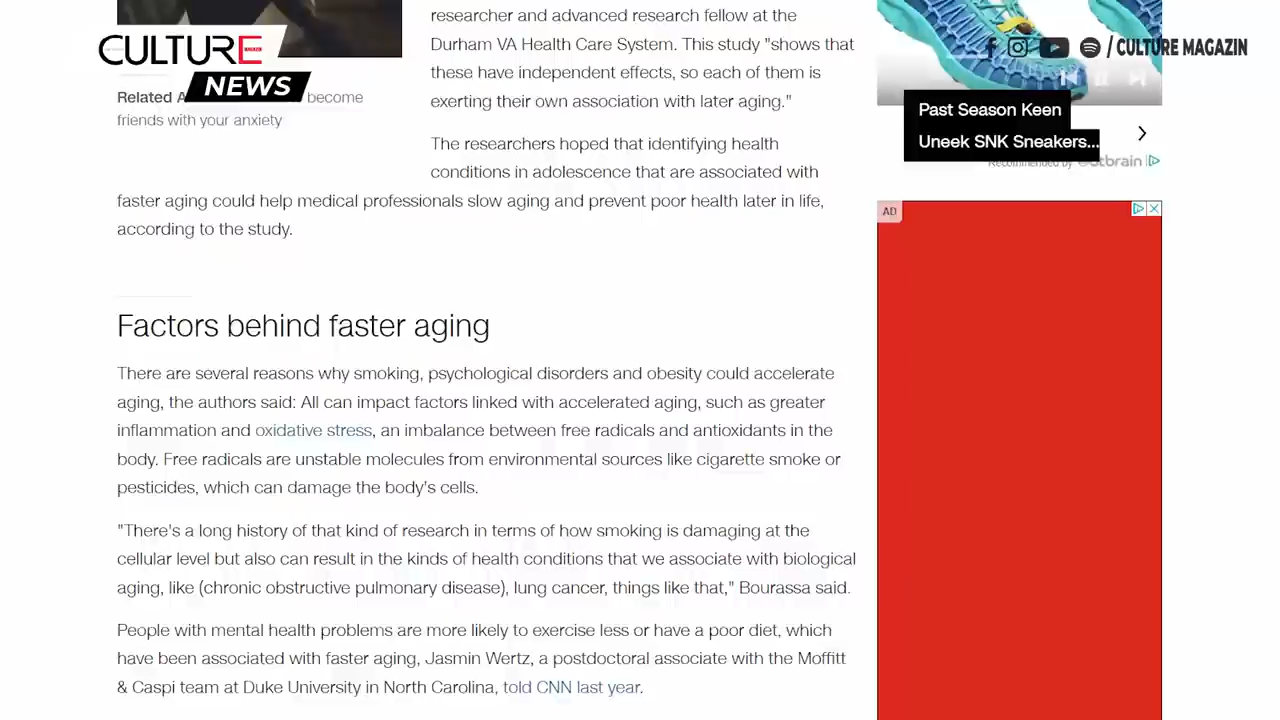 CULTURE
NEWS
/ CULTURE MAGAZIN
researcher and advanced research fellow at the
Durham VA Health Care System. This study "shows that
these have independent effects, so each of them is
exerting their own association with later aging."
Related A become
friends with your anxiety
The researchers hoped that identifying health
conditions in adolescence that are associated with
faster aging could help medical professionals slow aging and prevent poor health later in life,
according to the study.
Past Season Keen
Uneek SNK Sneakers...
Recommended by Outbrain
AD
Factors behind faster aging
There are several reasons why smoking, psychological disorders and obesity could accelerate
aging, the authors said: All can impact factors linked with accelerated aging, such as greater
inflammation and oxidative stress, an imbalance between free radicals and antioxidants in the
body. Free radicals are unstable molecules from environmental sources like cigarette smoke or
pesticides, which can damage the body's cells.
"There's a long history of that kind of research in terms of how smoking is damaging at the
cellular level but also can result in the kinds of health conditions that we associate with biological
aging, like (chronic obstructive pulmonary disease), lung cancer, things like that," Bourassa said.
People with mental health problems are more likely to exercise less or have a poor diet, which
have been associated with faster aging, Jasmin Wertz, a postdoctoral associate with the Moffitt
& Caspi team at Duke University in North Carolina, told CNN last year.